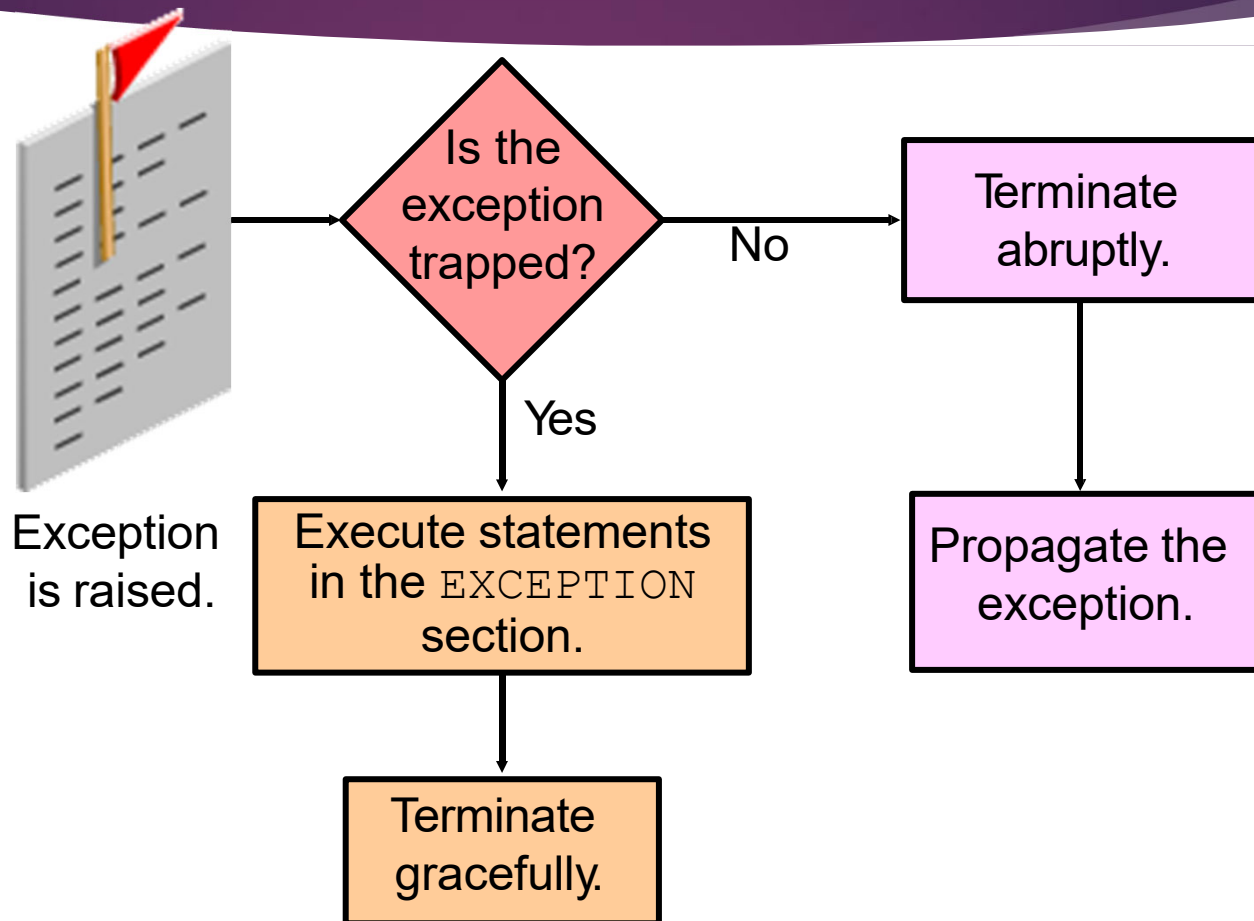 Exception
is raised.
Is the
exception
trapped?
No
Yes
Terminate
abruptly.
Propagate the
exception.
Execute statements
in the EXCEPTION
section.
Terminate
gracefully.